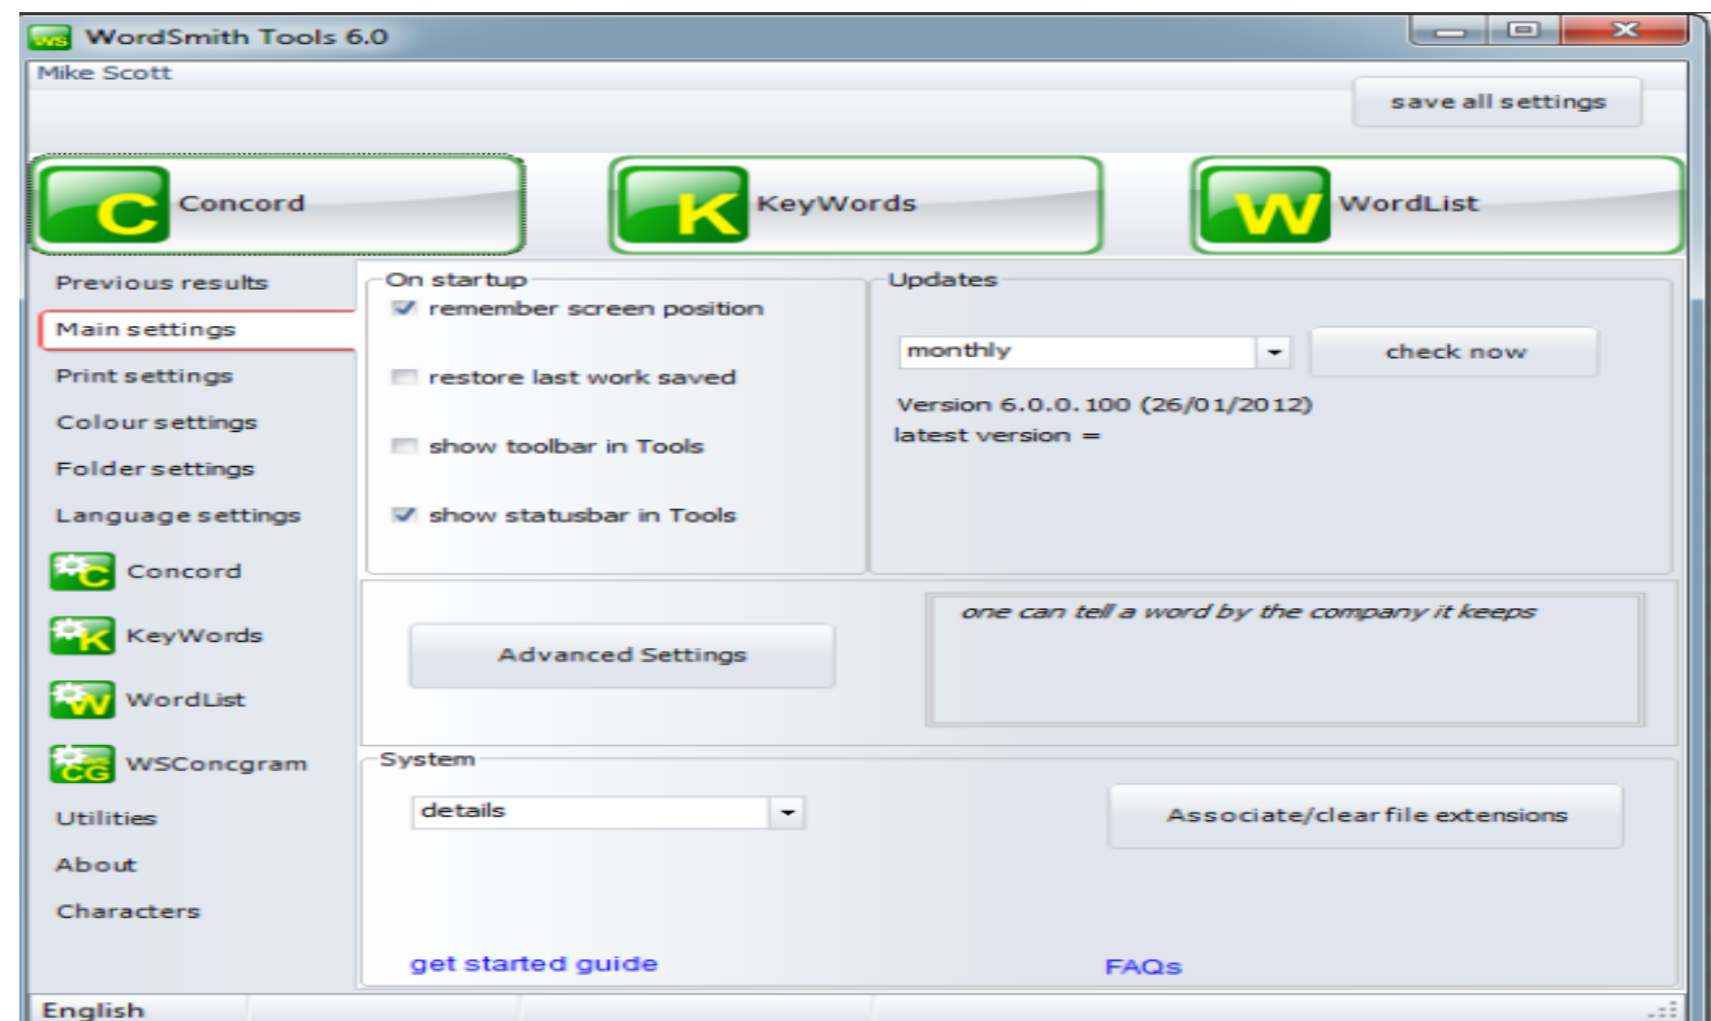 WS WordSmith Tools 6.0
Mike Scott
save all settings
C Concord
K KeyWords
W WordList
Previous results
Main settings
Print settings
Colour settings
Folder settings
Language settings
C Concord
K KeyWords
W WordList
WS CG WSConcgram
Utilities
About
Characters
On startup
remember screen position
restore last work saved
show toolbar in Tools
show statusbar in Tools
Updates
monthly
check now
Version 6.0.0.100 (26/01/2012)
latest version =
Advanced Settings
one can tell a word by the company it keeps
System
details
Associate/clear file extensions
get started guide
FAQs
English